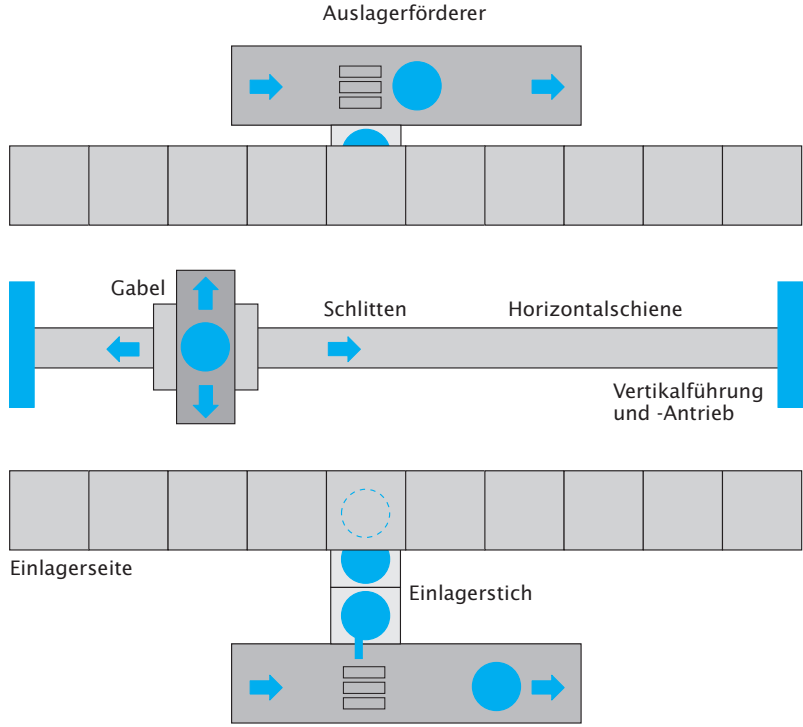 Auslagerförderer
Gabel
Schlitten
Horizontalschiene
Vertikalführung
und -Antrieb
Einlagerseite
Einlagerstich